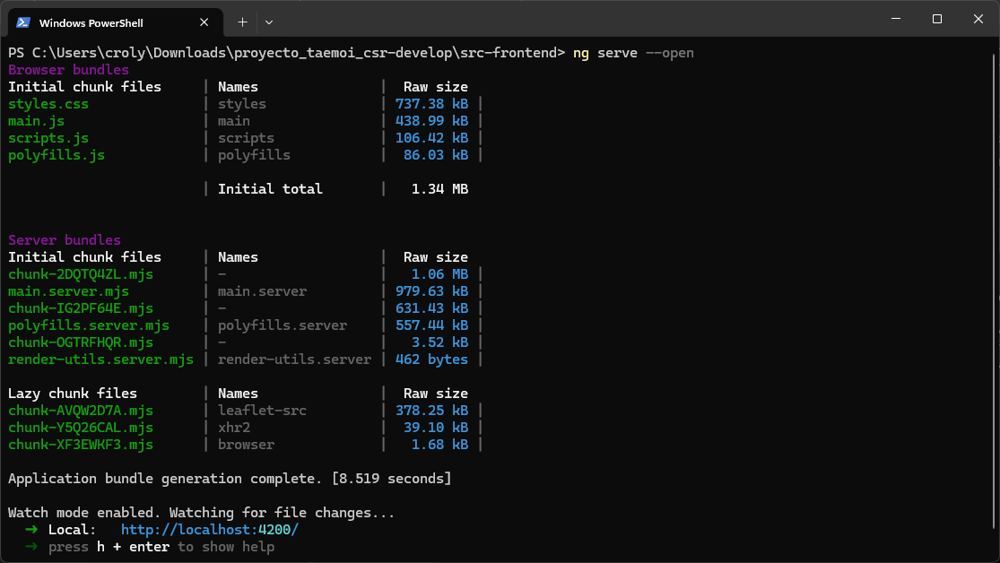 Windows PowerShell
PS C:\Users\croly\Downloads\proyecto_taemoi_csr-develop\src-frontend> ng serve --open
Browser bundles
Initial chunk files | Names | Raw size
styles.css | styles | 737.38 kB |
main.js | main | 438.99 kB |
scripts.js | scripts | 106.42 kB |
polyfills.js | polyfills | 86.03 kB |
| Initial total | 1.34 MB
Server bundles
Initial chunk files | Names | Raw size
chunk-2DQTQ4ZL.mjs | - | 1.06 MB |
main.server.mjs | main.server | 979.63 kB |
chunk-IG2PF64E.mjs | - | 631.43 kB |
polyfills.server.mjs | polyfills.server | 557.44 kB |
chunk-OGTRFHQR.mjs | - | 3.52 kB |
render-utils.server.mjs | render-utils.server | 462 bytes |
Lazy chunk files | Names | Raw size
chunk-AVQW2D7A.mjs | leaflet-src | 378.25 kB |
chunk-Y5Q26CAL.mjs | xhr2 | 39.10 kB |
chunk-XF3EWKF3.mjs | browser | 1.68 kB |
Application bundle generation complete. [8.519 seconds]
Watch mode enabled. Watching for file changes...
➜ Local: http://localhost:4200/
➜ press h + enter to show help